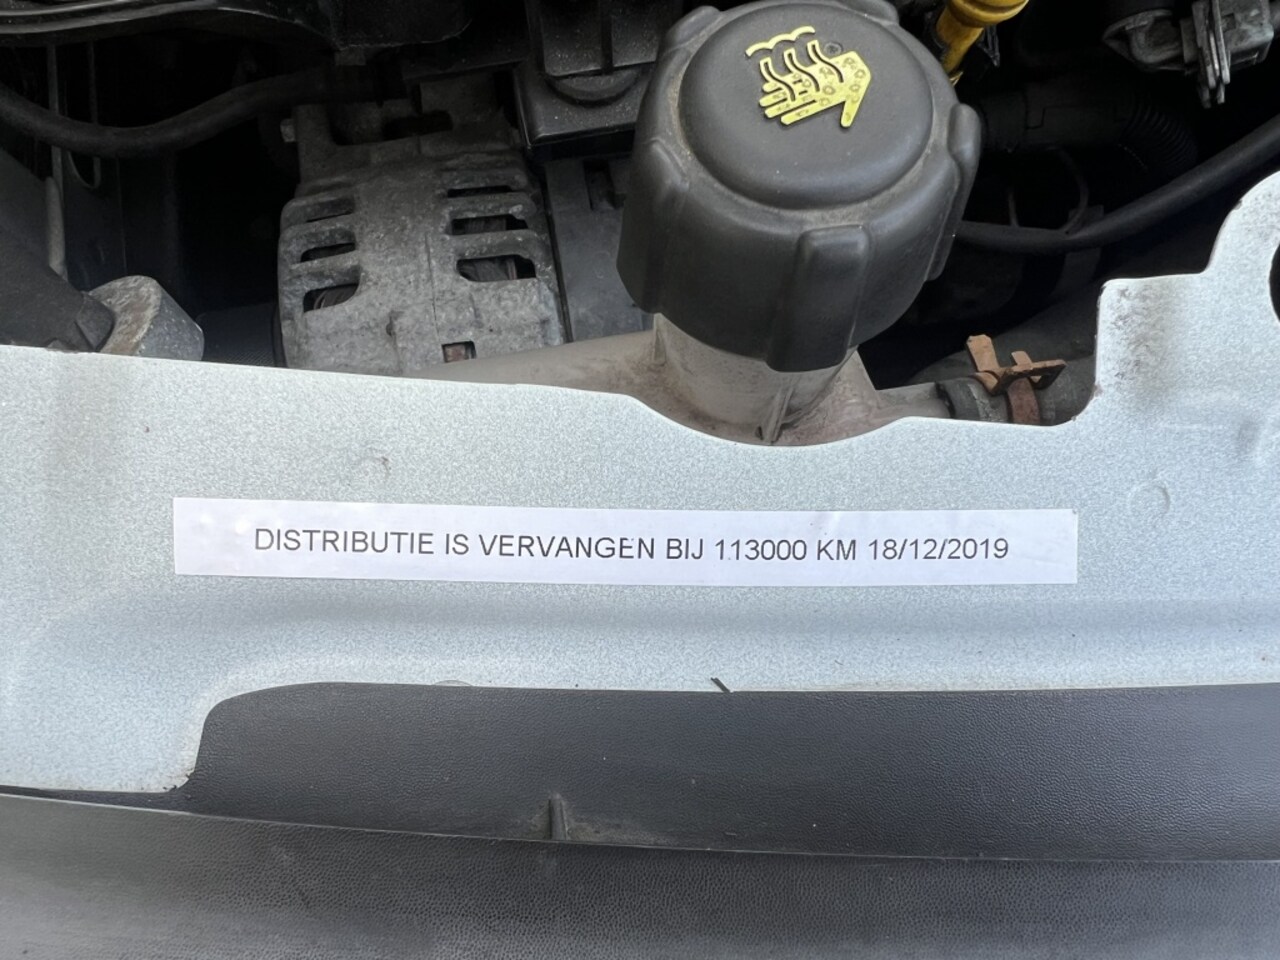 DISTRIBUTIE IS VERVANGEN BIJ 113000 KM 18/12/2019